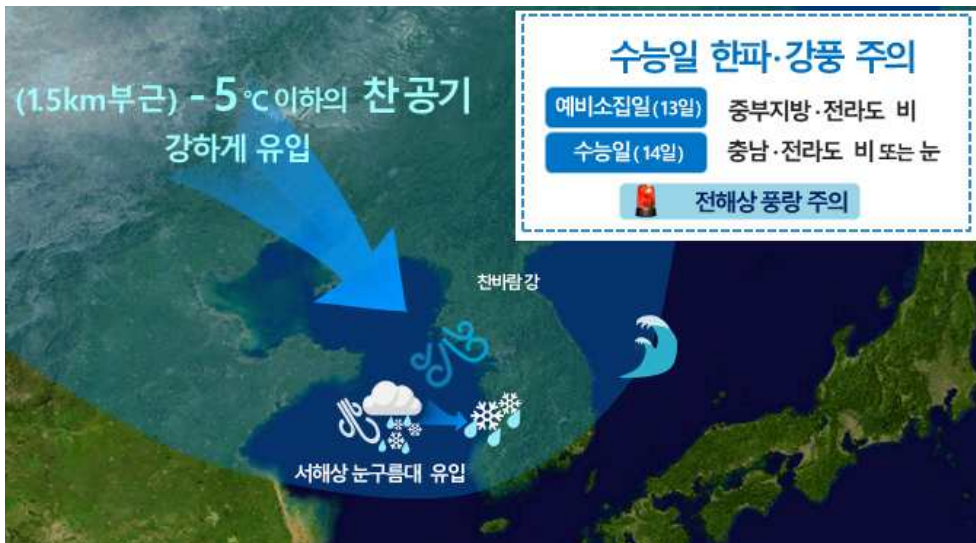 (1.5km부근) -5℃이하의 찬공기
강하게 유입
수능일 한파·강풍 주의
예비소집일(13일) 중부지방·전라도 비
수능일(14일) 충남·전라도 비 또는 눈
전해상 풍랑 주의
찬바람 강
서해상 눈구름대 유입